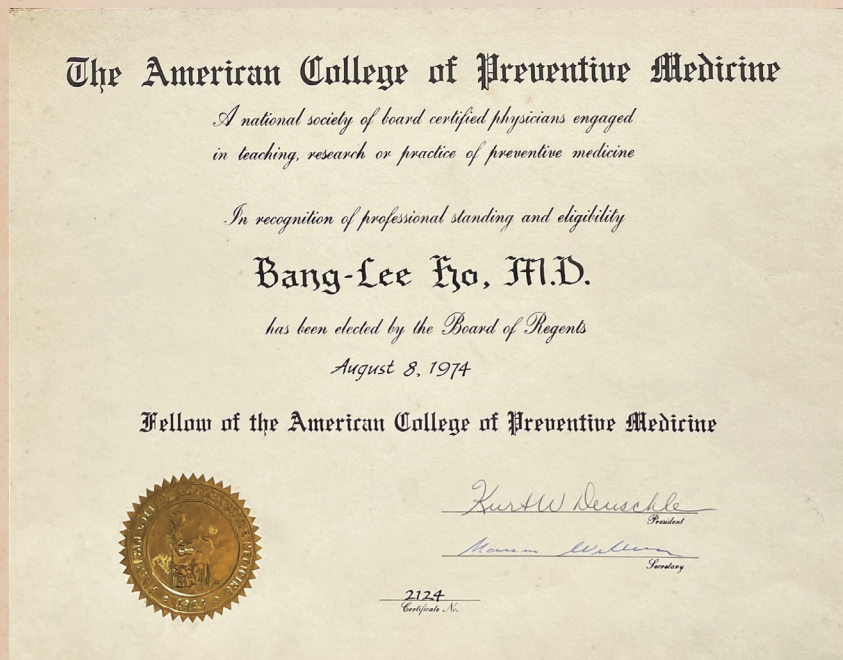 The American College of Preventive Medicine
A national society of board certified physicians engaged
in teaching, research or practice of preventive medicine
In recognition of professional standing and eligibility
Bang-Lee Ho, M.D.
has been elected by the Board of Regents
August 8, 1974
Fellow of the American College of Preventive Medicine
Kurt W Deuschle
President
Secretary
2124
Certificate No.
1954